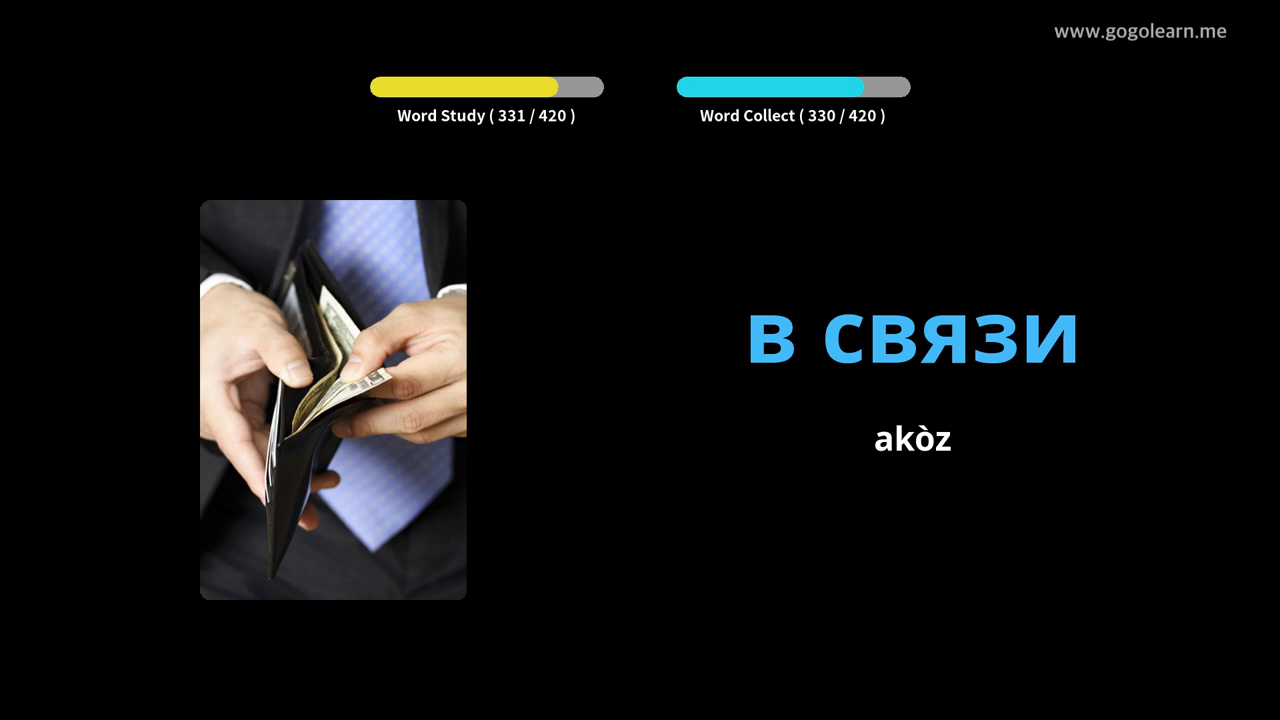 www.gogolearn.me
Word Study ( 331 / 420 )
Word Collect ( 330 / 420 )
в связи
akòz